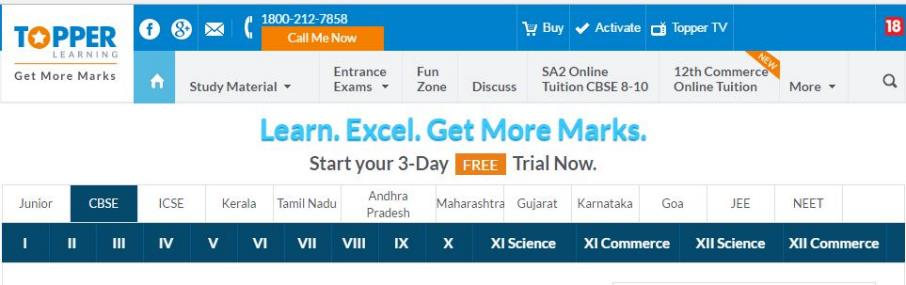 TOPPER
LEARNING
Get More Marks
1800-212-7858
Call Me Now
Buy
Activate
Topper TV
18
Study Material
Entrance
Exams
Fun
Zone
Discuss
SA2 Online
Tuition CBSE 8-10
12th Commerce
Online Tuition
NEW
More
Learn. Excel. Get More Marks.
Start your 3-Day FREE Trial Now.
Junior CBSE ICSE Kerala Tamil Nadu Andhra Pradesh Maharashtra Gujarat Karnataka Goa JEE NEET
I II III IV V VI VII VIII IX X XI Science XI Commerce XII Science XII Commerce